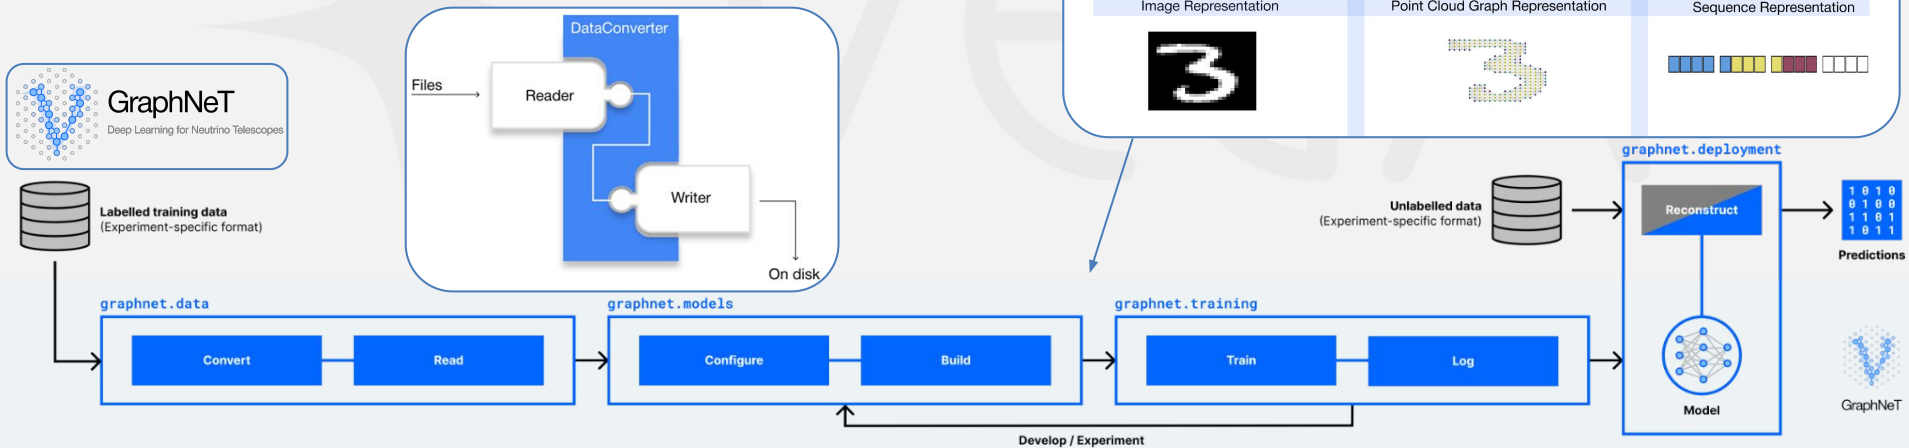 GraphNeT
Deep Learning for Neutrino Telescopes
Labelled training data
(Experiment-specific format)
DataConverter
Files
Reader
Writer
On disk
Image Representation
Point Cloud Graph Representation
Sequence Representation
Unlabelled data
(Experiment-specific format)
graphnet.deployment
Reconstruct
1 0 1 0
0 1 0 0
1 1 0 1
1 0 1 1
Predictions
Model
graphnet.data
Convert
Read
graphnet.models
Configure
Build
graphnet.training
Train
Log
Develop / Experiment
GraphNeT